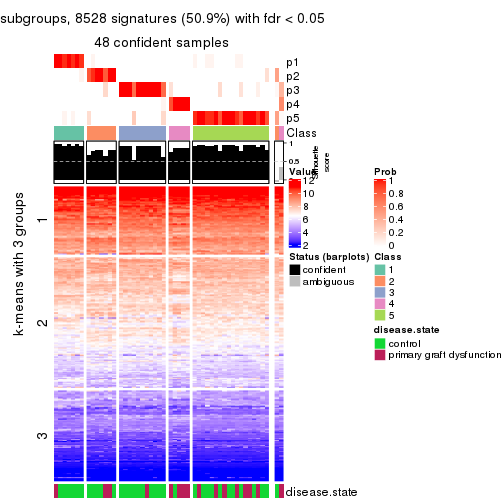 subgroups, 8528 signatures (50.9%) with fdr < 0.05
48 confident samples
p1
p2
p3
p4
p5
Class
1
0.5
Silhouette
score
k-means with 3 groups
1
2
3
Value
12
10
8
6
4
2
Prob
1
0.8
0.6
0.4
0.2
0
Status (barplots)
confident
ambiguous
Class
1
2
3
4
5
disease.state
control
primary graft dysfunction
disease.state